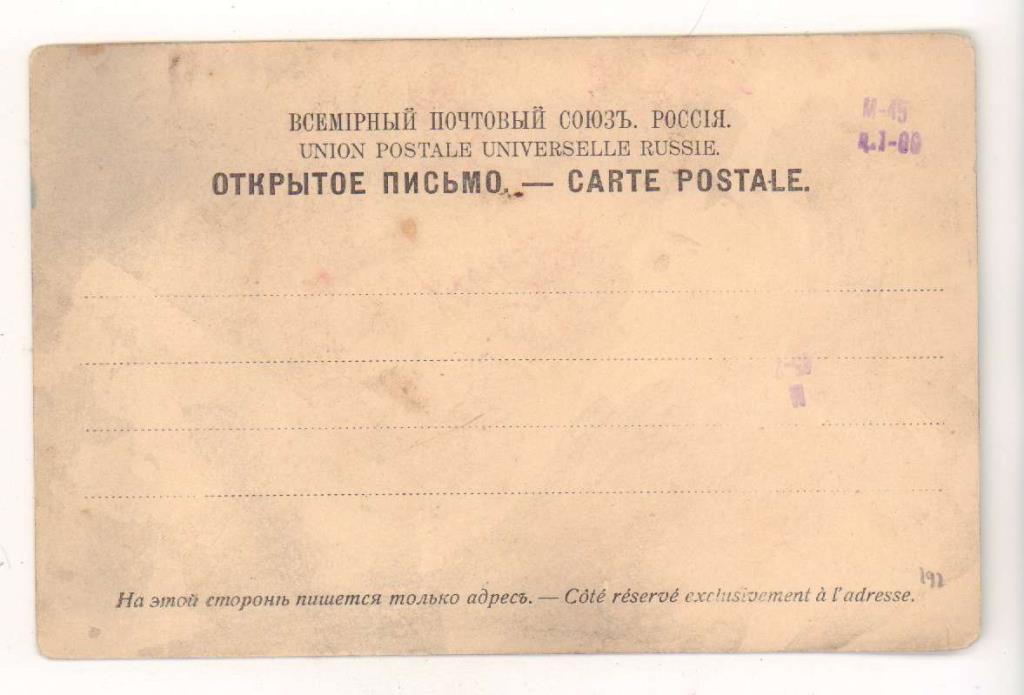 ВСЕМІРНЫЙ ПОЧТОВЫЙ СОЮЗЪ. РОССІЯ.
М-45
UNION POSTALE UNIVERSELLE RUSSIE.
ОТКРЫТОЕ ПИСЬМО. — CARTE POSTALE.
На этой сторонѣ пишется только адресъ. — Côté réservé exclusivement à l'adresse.